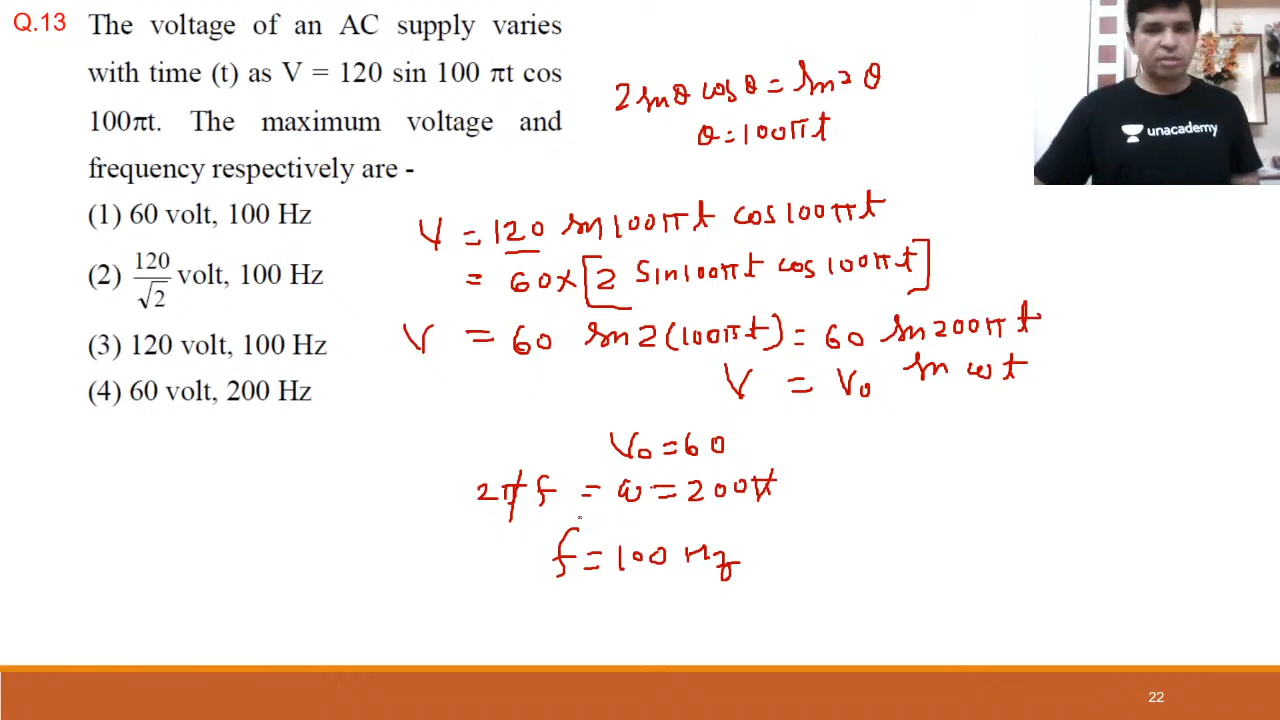 Q.13 The voltage of an AC supply varies
with time (t) as V = 120 sin 100 πt cos
100πt. The maximum voltage and
frequency respectively are -
(1) 60 volt, 100 Hz
(2) 120/√2 volt, 100 Hz
(3) 120 volt, 100 Hz
(4) 60 volt, 200 Hz
2 sin θ cos θ = sin 2 θ
θ = 100πt
V = 120 sin 100πt cos 100πt
= 60 × [2 sin 100πt cos 100πt]
V = 60 sin 2(100πt) = 60 sin 200πt
V = V₀ sin ωt
V₀ = 60
2πf = ω = 200π
f = 100 Hz
unacademy
22